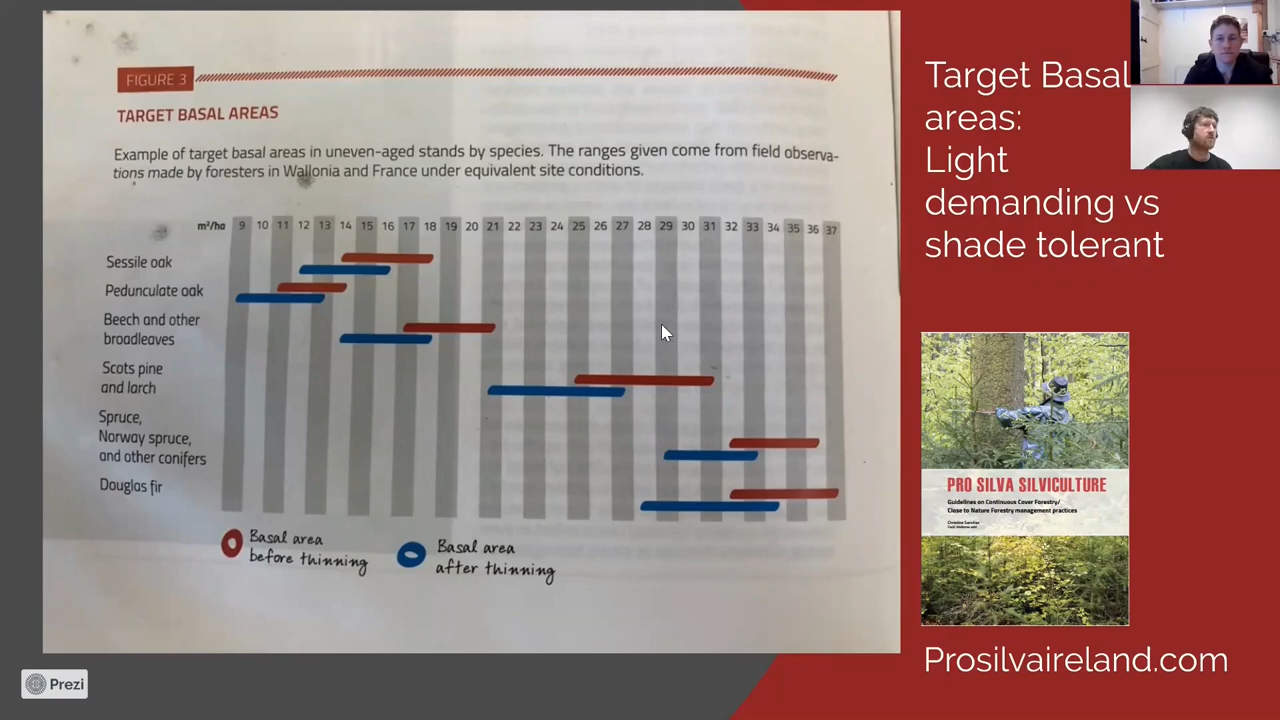 FIGURE 3
TARGET BASAL AREAS
Example of target basal areas in uneven-aged stands by species. The ranges given come from field observa-
tions made by foresters in Wallonia and France under equivalent site conditions.
m²/ha 9 10 11 12 13 14 15 16 17 18 19 20 21 22 23 24 25 26 27 28 29 30 31 32 33 34 35 36 37
Sessile oak
Pedunculate oak
Beech and other
broadleaves
Scots pine
and larch
Spruce,
Norway spruce,
and other conifers
Douglas fir
Basal area
before thinning
Basal area
after thinning
Target Basal
areas:
Light
demanding vs
shade tolerant
PRO SILVA SILVICULTURE
Guidelines on Continuous Cover Forestry/
Close to Nature Forestry management practices
Christine Sanchez
Prosilvaireland.com
Prezi